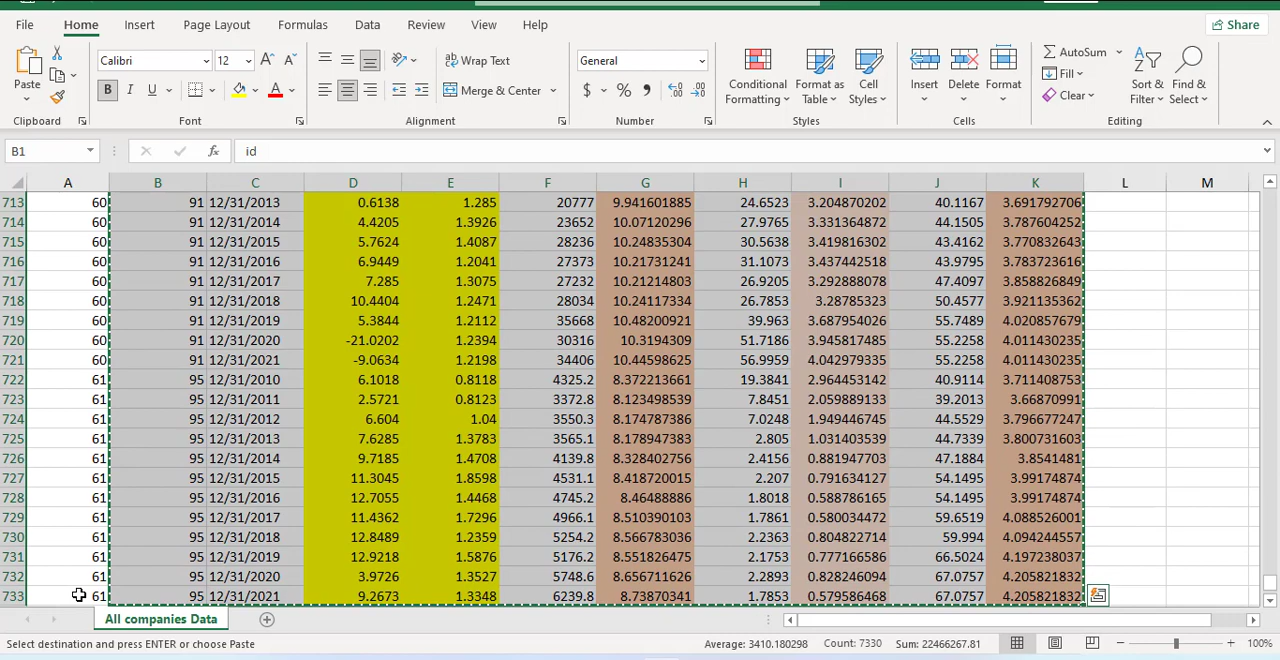 File Home Insert Page Layout Formulas Data Review View Help Share
Calibri 12 Wrap Text General AutoSum
Paste B I U Merge & Center $ % Conditional Formatting Format as Table Cell Styles Insert Delete Format Fill Clear Sort & Filter Find & Select
Clipboard Font Alignment Number Styles Cells Editing
B1 fx id
A B C D E F G H I J K L M
713 60 91 12/31/2013 0.6138 1.285 20777 9.941601885 24.6523 3.204870202 40.1167 3.691792706
714 60 91 12/31/2014 4.4205 1.3926 23652 10.07120296 27.9765 3.331364872 44.1505 3.787604252
715 60 91 12/31/2015 5.7624 1.4087 28236 10.24835304 30.5638 3.419816302 43.4162 3.770832643
716 60 91 12/31/2016 6.9449 1.2041 27373 10.21731241 31.1073 3.437442518 43.9795 3.783723616
717 60 91 12/31/2017 7.285 1.3075 27232 10.21214803 26.9205 3.292888078 47.4097 3.858826849
718 60 91 12/31/2018 10.4404 1.2471 28034 10.24117334 26.7853 3.28785323 50.4577 3.921135362
719 60 91 12/31/2019 5.3844 1.2112 35668 10.48200921 39.963 3.687954026 55.7489 4.020857679
720 60 91 12/31/2020 -21.0202 1.2394 30316 10.3194309 51.7186 3.945817485 55.2258 4.011430235
721 60 91 12/31/2021 -9.0634 1.2198 34406 10.44598625 56.9959 4.042979335 55.2258 4.011430235
722 61 95 12/31/2010 6.1018 0.8118 4325.2 8.372213661 19.3841 2.964453142 40.9114 3.711408753
723 61 95 12/31/2011 2.5721 0.8123 3372.8 8.123498539 7.8451 2.059889133 39.2013 3.66870991
724 61 95 12/31/2012 6.604 1.04 3550.3 8.174787386 7.0248 1.949446745 44.5529 3.796677247
725 61 95 12/31/2013 7.6285 1.3783 3565.1 8.178947383 2.805 1.031403539 44.7339 3.800731603
726 61 95 12/31/2014 9.7185 1.4708 4139.8 8.328402756 2.4156 0.881947703 47.1884 3.8541481
727 61 95 12/31/2015 11.3045 1.8598 4531.1 8.418720015 2.207 0.791634127 54.1495 3.99174874
728 61 95 12/31/2016 12.7055 1.4468 4745.2 8.46488886 1.8018 0.588786165 54.1495 3.99174874
729 61 95 12/31/2017 11.4362 1.7296 4966.1 8.510390103 1.7861 0.580034472 59.6519 4.088526001
730 61 95 12/31/2018 12.8489 1.2359 5254.2 8.566783036 2.2363 0.804822714 59.994 4.094244557
731 61 95 12/31/2019 12.9218 1.5876 5176.2 8.551826475 2.1753 0.777166586 66.5024 4.197238037
732 61 95 12/31/2020 3.9726 1.3527 5748.6 8.656711626 2.2893 0.828246094 67.0757 4.205821832
733 61 95 12/31/2021 9.2673 1.3348 6239.8 8.73870341 1.7853 0.579586468 67.0757 4.205821832
All companies Data
Select destination and press ENTER or choose Paste Average: 3410.180298 Count: 7330 Sum: 22466267.81 100%